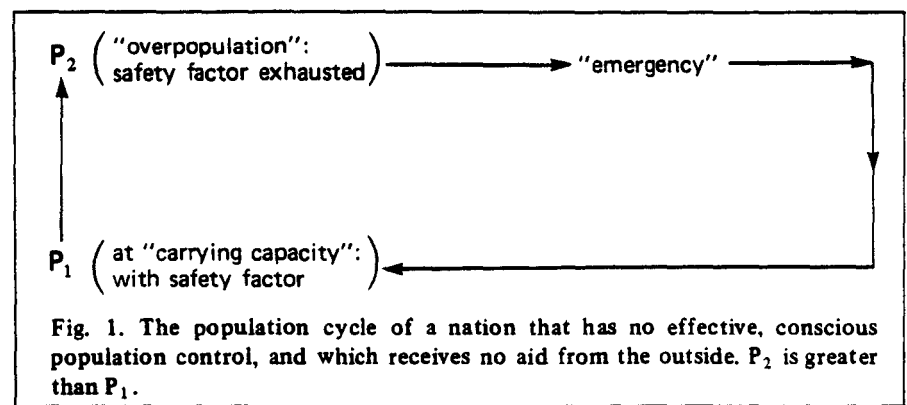 P2 ( "overpopulation":
safety factor exhausted ) "emergency"
P1 ( at "carrying capacity":
with safety factor )
Fig. 1. The population cycle of a nation that has no effective, conscious
population control, and which receives no aid from the outside. P2 is greater
than P1.